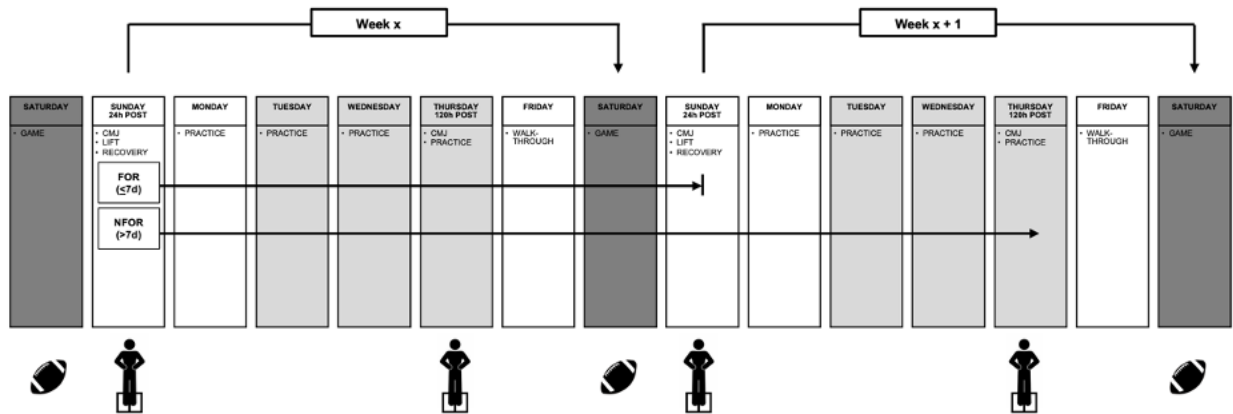 Week x
Week x + 1
SATURDAY
• GAME
SUNDAY
24h POST
• CMJ
• LIFT
• RECOVERY
MONDAY
• PRACTICE
TUESDAY
• PRACTICE
WEDNESDAY
• PRACTICE
THURSDAY
120h POST
• CMJ
• PRACTICE
FRIDAY
• WALK-
THROUGH
SATURDAY
• GAME
SUNDAY
24h POST
• CMJ
• LIFT
• RECOVERY
MONDAY
• PRACTICE
TUESDAY
• PRACTICE
WEDNESDAY
• PRACTICE
THURSDAY
120h POST
• CMJ
• PRACTICE
FRIDAY
• WALK-
THROUGH
SATURDAY
• GAME
FOR
(≤7d)
NFOR
(>7d)